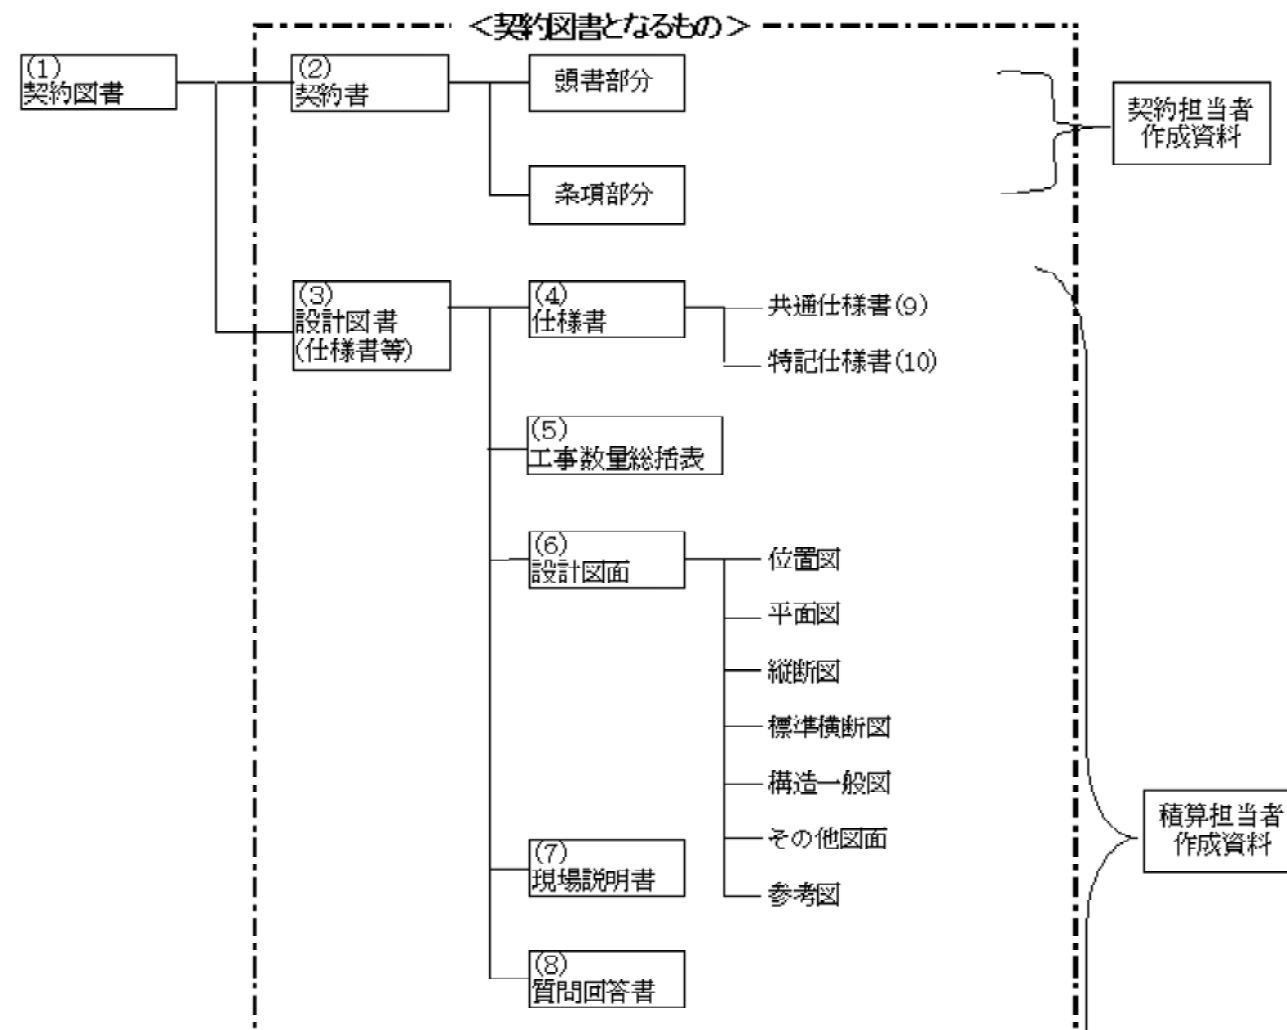 ＜契約図書となるもの＞
(1)
契約図書
(2)
契約書
頭書部分
条項部分
契約担当者
作成資料
(3)
設計図書
(仕様書等)
(4)
仕様書
共通仕様書(9)
特記仕様書(10)
(5)
工事数量総括表
(6)
設計図面
位置図
平面図
縦断図
標準横断図
構造一般図
その他図面
参考図
(7)
現場説明書
(8)
質問回答書
積算担当者
作成資料